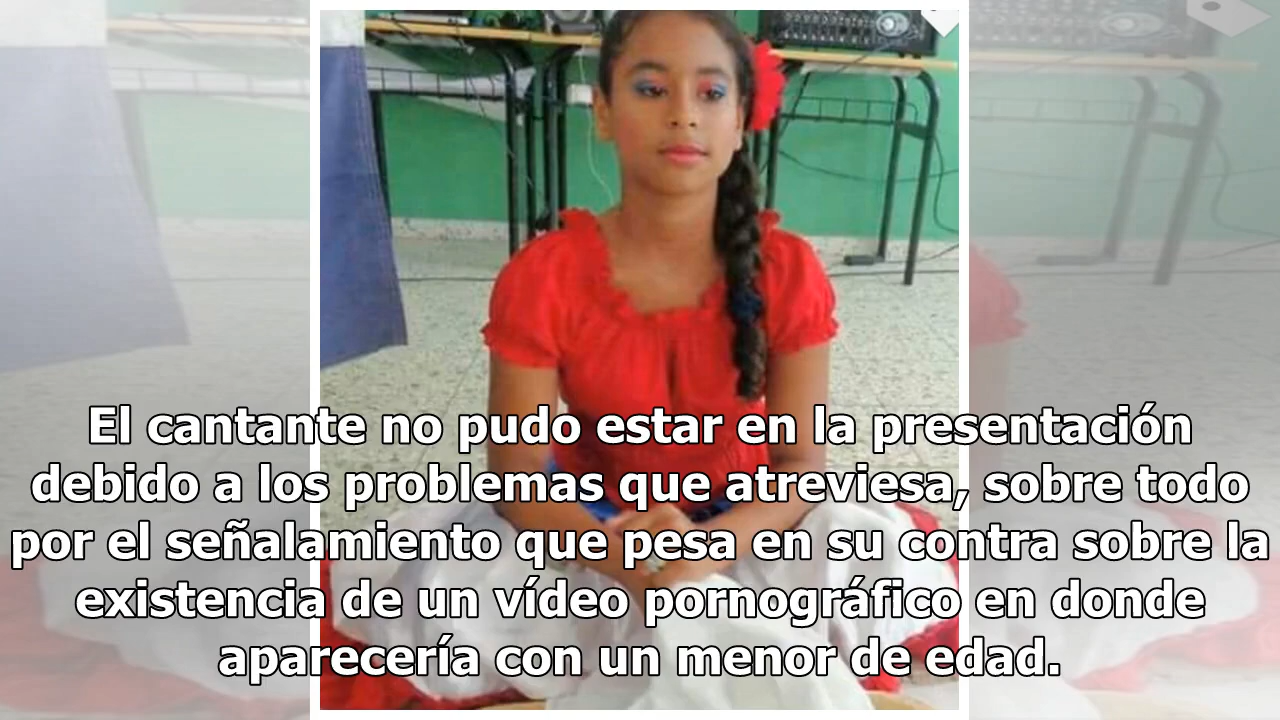 El cantante no pudo estar en la presentación
debido a los problemas que atreviesa, sobre todo
por el señalamiento que pesa en su contra sobre la
existencia de un vídeo pornográfico en donde
aparecería con un menor de edad.